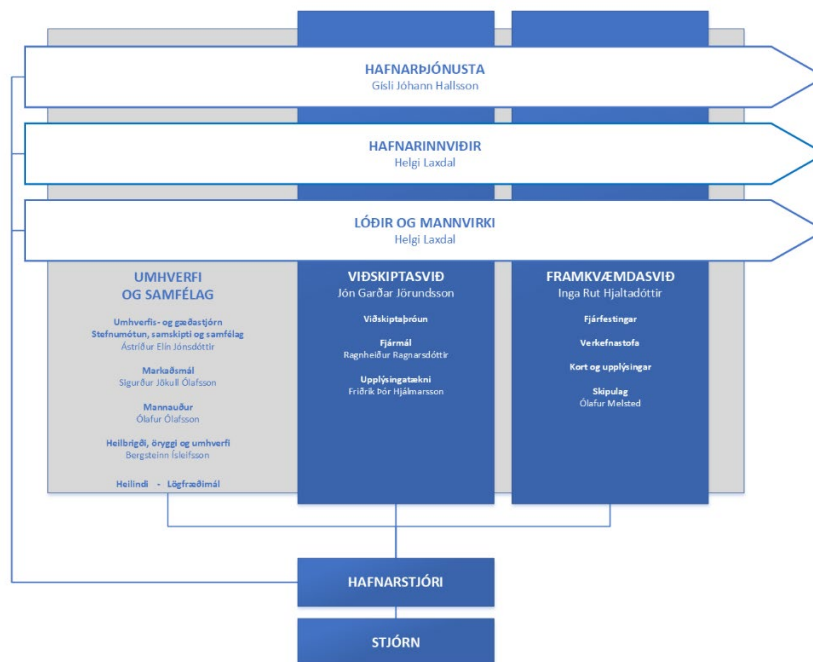 HAFNARÞJÓNUSTA
Gísli Jóhann Hallsson
HAFNARINNVIÐIR
Helgi Laxdal
LÓÐIR OG MANNVIRKI
Helgi Laxdal
UMHVERFI
OG SAMFÉLAG
Umhverfis- og gæðastjórn
Stefnumótun, samskipti og samfélag
Ástríður Elín Jónsdóttir
Markaðsmál
Sigurður Jökull Ólafsson
Mannauður
Ólafur Ólafsson
Heilbrigði, öryggi og umhverfi
Bergsteinn Ísleifsson
Heilindi - Lögfræðimál
VIÐSKIPTASVIÐ
Jón Garðar Jörundsson
Viðskiptaþróun
Fjármál
Ragnheiður Ragnarsdóttir
Upplýsingatækni
Friðrik Þór Hjálmarsson
FRAMKVÆMDASVIÐ
Inga Rut Hjaltadóttir
Fjárfestingar
Verkefnastofa
Kort og upplýsingar
Skipulag
Ólafur Melsted
HAFNARSTJÓRI
STJÓRN